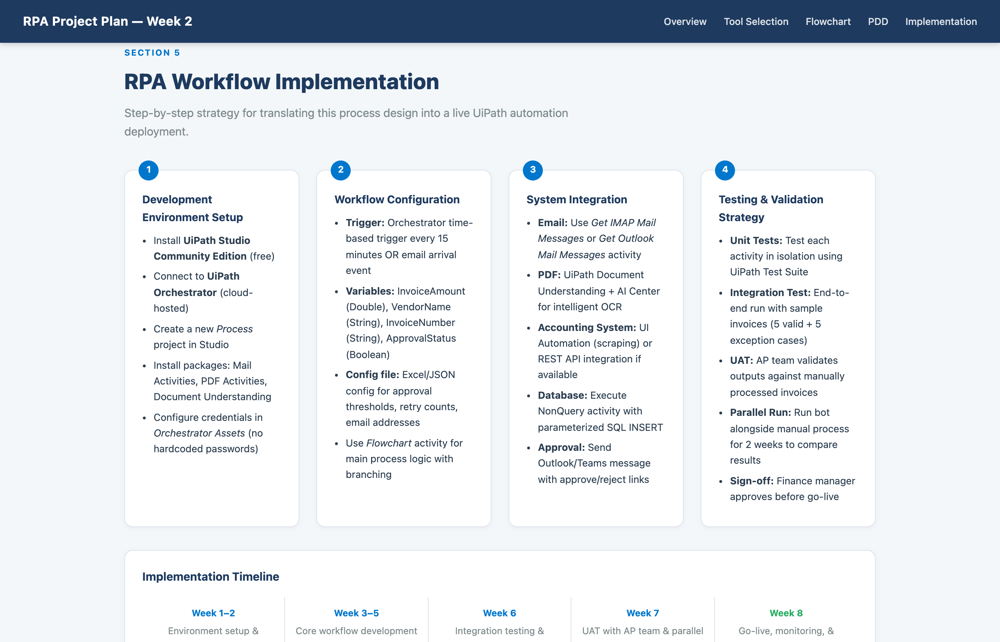 RPA Project Plan — Week 2
Overview Tool Selection Flowchart PDD Implementation
SECTION 5
RPA Workflow Implementation
Step-by-step strategy for translating this process design into a live UiPath automation
deployment.
1
Development
Environment Setup
• Install UiPath Studio
Community Edition (free)
• Connect to UiPath
Orchestrator (cloud-
hosted)
• Create a new Process
project in Studio
• Install packages: Mail
Activities, PDF Activities,
Document Understanding
• Configure credentials in
Orchestrator Assets (no
hardcoded passwords)
2
Workflow Configuration
• Trigger: Orchestrator time-
based trigger every 15
minutes OR email arrival
event
• Variables: InvoiceAmount
(Double), VendorName
(String), InvoiceNumber
(String), ApprovalStatus
(Boolean)
• Config file: Excel/JSON
config for approval
thresholds, retry counts,
email addresses
• Use Flowchart activity for
main process logic with
branching
3
System Integration
• Email: Use Get IMAP Mail
Messages or Get Outlook
Mail Messages activity
• PDF: UiPath Document
Understanding + AI Center
for intelligent OCR
• Accounting System: UI
Automation (scraping) or
REST API integration if
available
• Database: Execute
NonQuery activity with
parameterized SQL INSERT
• Approval: Send
Outlook/Teams message
with approve/reject links
4
Testing & Validation
Strategy
• Unit Tests: Test each
activity in isolation using
UiPath Test Suite
• Integration Test: End-to-
end run with sample
invoices (5 valid + 5
exception cases)
• UAT: AP team validates
outputs against manually
processed invoices
• Parallel Run: Run bot
alongside manual process
for 2 weeks to compare
results
• Sign-off: Finance manager
approves before go-live
Implementation Timeline
Week 1–2
Environment setup &
Week 3–5
Core workflow development
Week 6
Integration testing &
Week 7
UAT with AP team & parallel
Week 8
Go-live, monitoring, &